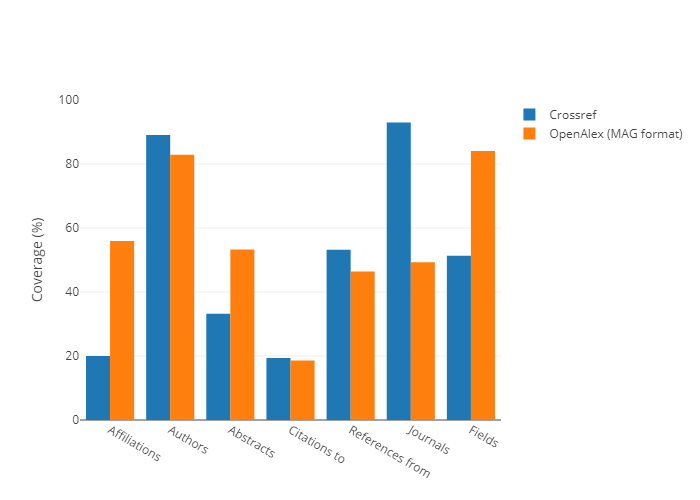 100
80
60
40
20
0
Coverage (%)
Affiliations
Authors
Abstracts
Citations to
References from
Journals
Fields
Crossref
OpenAlex (MAG format)